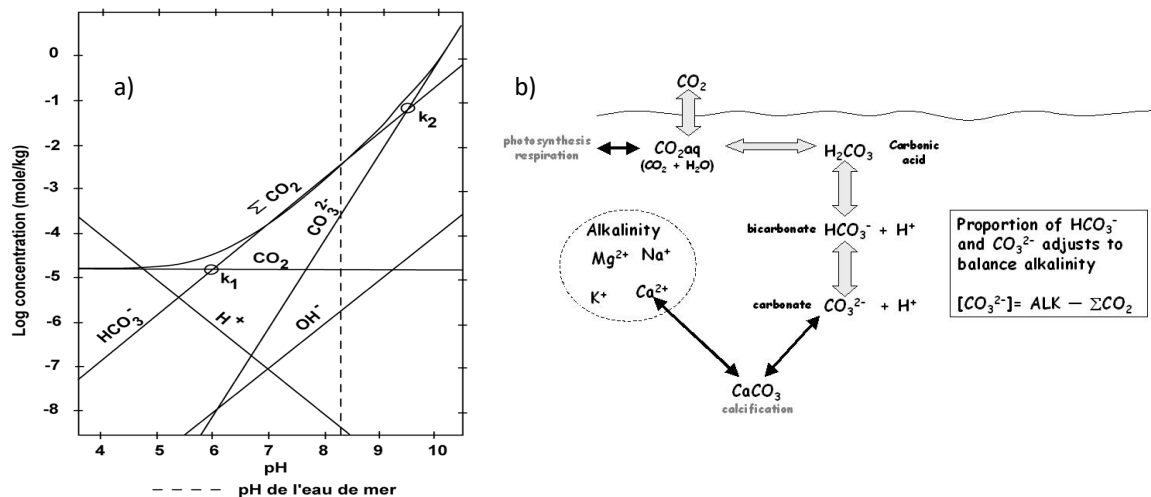 a)
Log concentration (mole/kg)
0
-1
-2
-3
-4
-5
-6
-7
-8
k2
∑ CO2
CO3 2-
CO2
k1
HCO3-
H+
OH-
4 5 6 7 8 9 10
pH
pH de l'eau de mer
b)
CO2
photosynthesis
respiration
CO2aq
(CO2 + H2O)
H2CO3 Carbonic
acid
Alkalinity
Mg2+ Na+
K+ Ca2+
bicarbonate HCO3- + H+
carbonate CO3 2- + H+
Proportion of HCO3-
and CO3 2- adjusts to
balance alkalinity
[CO3 2-]= ALK — ΣCO2
CaCO3
calcification